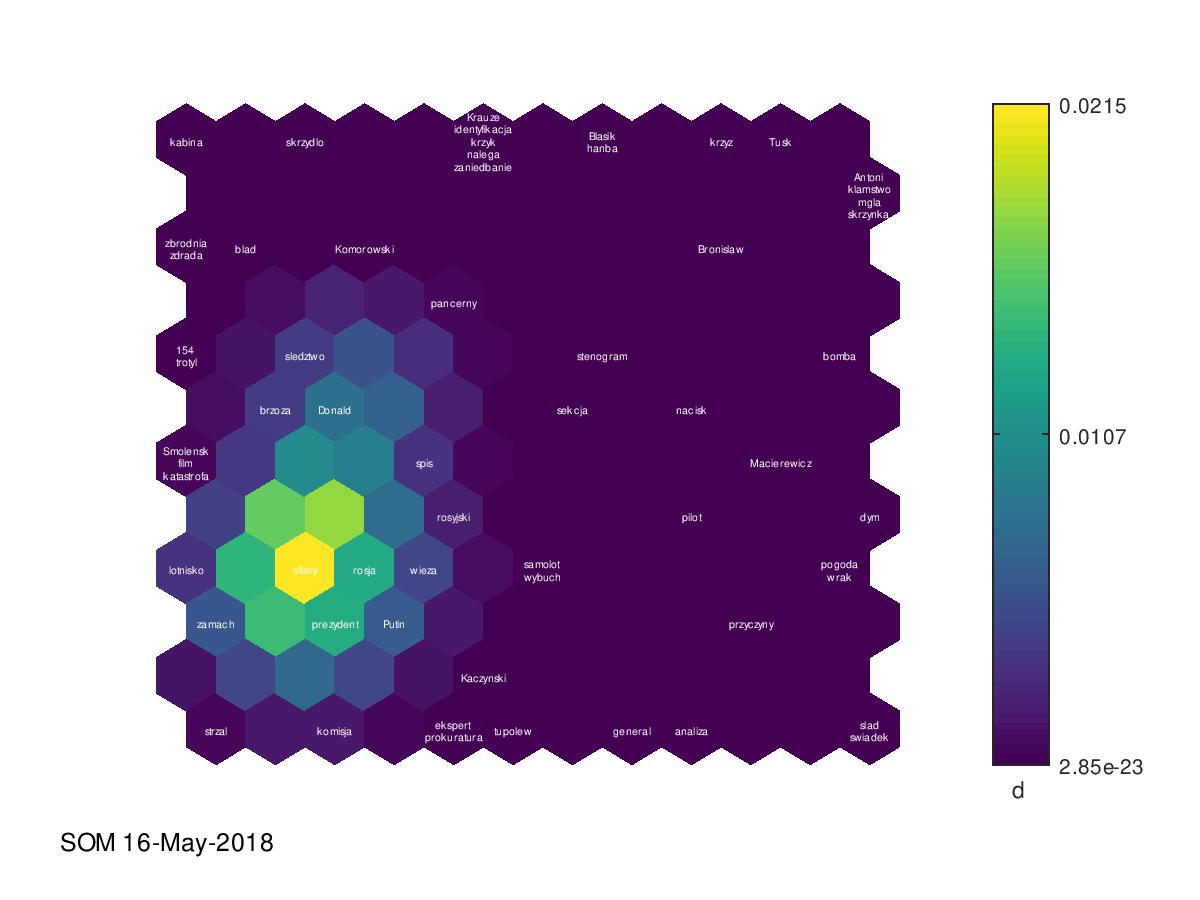 0.0215
Krauze
identyfikacja
krzyk
nalega
zaniedbanie
kabina
skrzydlo
Blasik
hanba
krzyz
Tusk
Antoni
klamstwo
mgla
skrzynka
zbrodnia
zdrada
blad
Komorowski
Bronislaw
pancerny
154
trotyl
sledztwo
stenogram
bomba
brzoza
Donald
sekcja
nacisk
0.0107
Smolensk
film
katastrofa
spis
Macierewicz
rosyjski
pilot
dym
lotnisko
ofiary
rosja
wieza
samolot
wybuch
pogoda
wrak
zamach
prezydent
Putin
przyczyny
Kaczynski
strzal
komisja
ekspert
prokuratura
tupolew
general
analiza
slad
swiadek
2.85e-23
d
SOM 16-May-2018